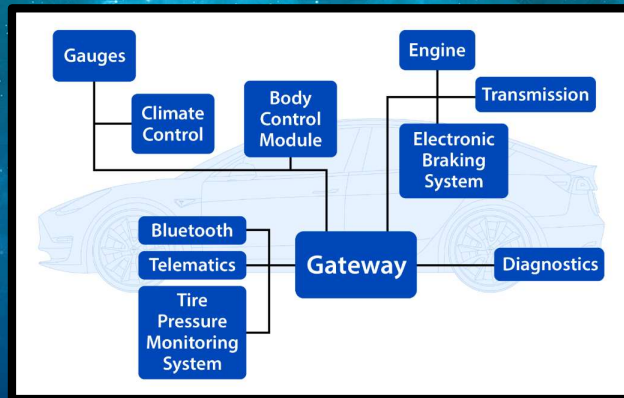 Gauges
Climate
Control
Body
Control
Module
Engine
Transmission
Electronic
Braking
System
Bluetooth
Telematics
Tire
Pressure
Monitoring
System
Gateway
Diagnostics